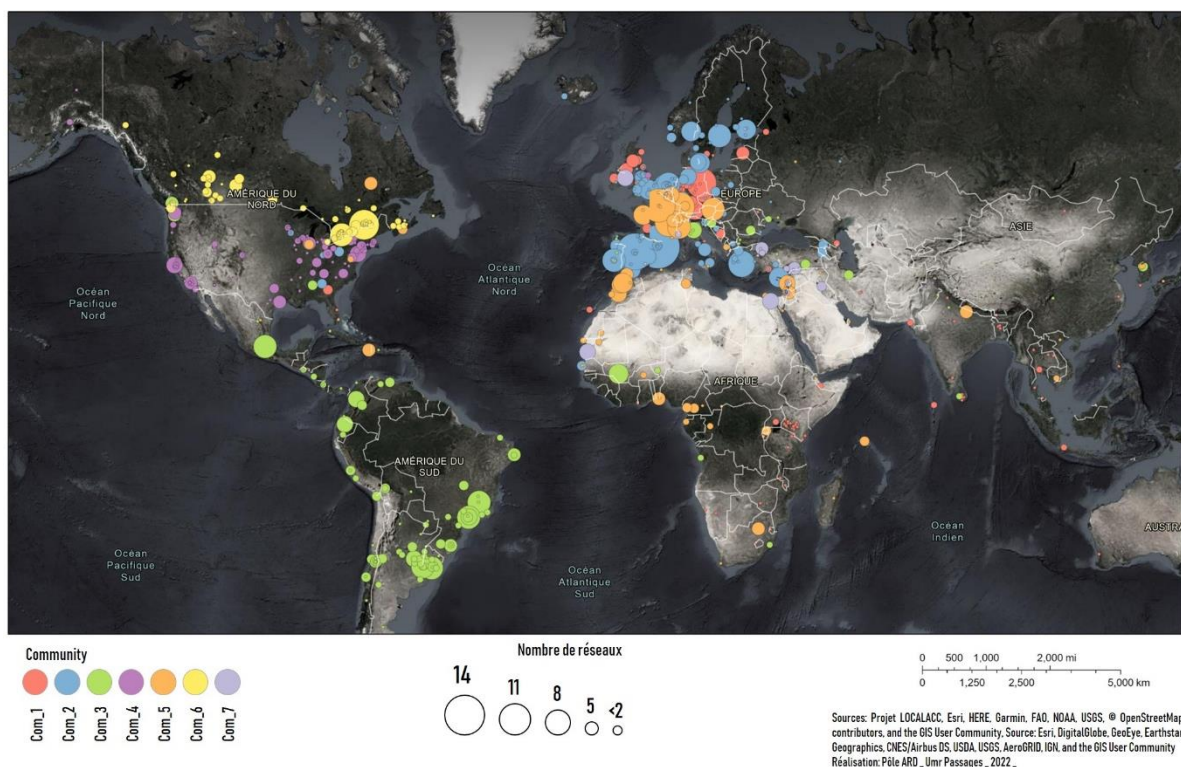 AMÉRIQUE DU
NORD
EUROPE
ASIE
Océan
Atlantique
Nord
Océan
Pacifique
Nord
AFRIQUE
AMÉRIQUE DU
SUD
AUSTRA
Océan
Indien
Océan
Pacifique
Sud
Océan
Atlantique
Sud
Community
Com_1
Com_2
Com_3
Com_4
Com_5
Com_6
Com_7
Nombre de réseaux
14
11
8
5
<2
0 500 1,000 2,000 mi
0 1,250 2,500 5,000 km
Sources: Projet LOCALACC, Esri, HERE, Garmin, FAO, NOAA, USGS, © OpenStreetMap
contributors, and the GIS User Community, Source: Esri, DigitalGlobe, GeoEye, Earthstar
Geographics, CNES/Airbus DS, USDA, USGS, AeroGRID, IGN, and the GIS User Community
Réalisation: Pôle ARD _ Umr Passages _ 2022 _